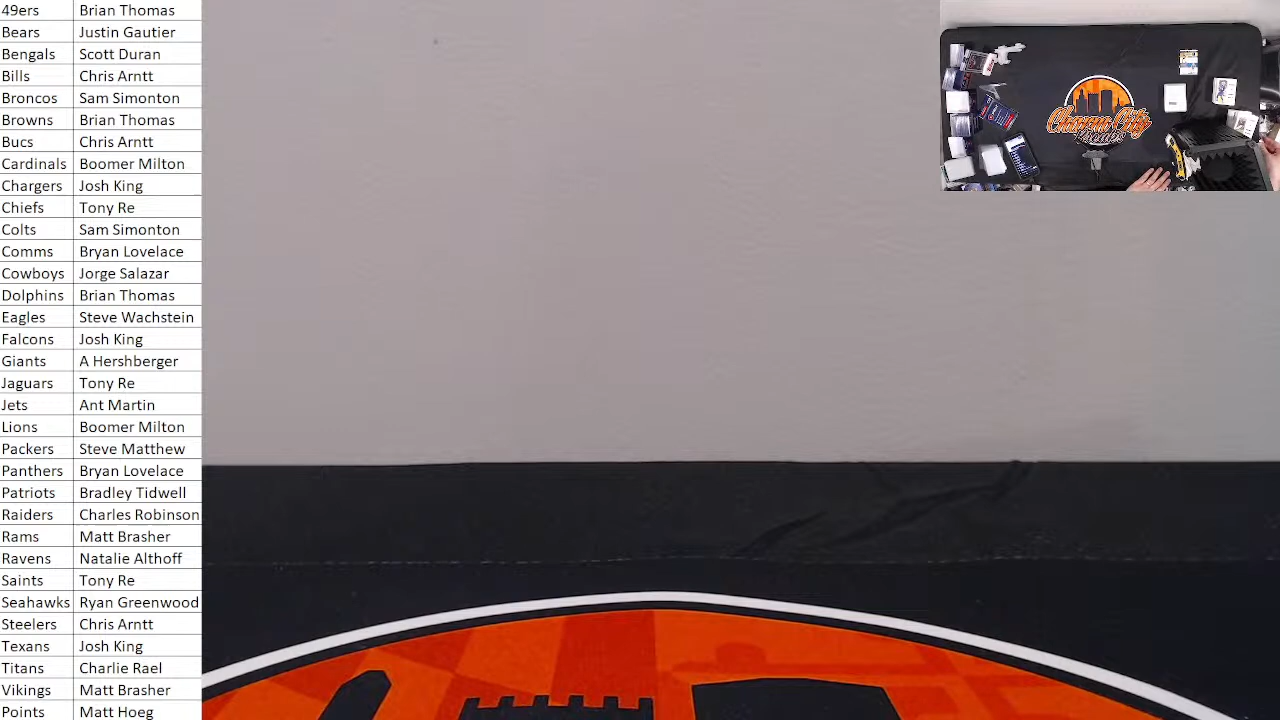 49ers Brian Thomas
Bears Justin Gautier
Bengals Scott Duran
Bills Chris Arntt
Broncos Sam Simonton
Browns Brian Thomas
Bucs Chris Arntt
Cardinals Boomer Milton
Chargers Josh King
Chiefs Tony Re
Colts Sam Simonton
Comms Bryan Lovelace
Cowboys Jorge Salazar
Dolphins Brian Thomas
Eagles Steve Wachstein
Falcons Josh King
Giants A Hershberger
Jaguars Tony Re
Jets Ant Martin
Lions Boomer Milton
Packers Steve Matthew
Panthers Bryan Lovelace
Patriots Bradley Tidwell
Raiders Charles Robinson
Rams Matt Brasher
Ravens Natalie Althoff
Saints Tony Re
Seahawks Ryan Greenwood
Steelers Chris Arntt
Texans Josh King
Titans Charlie Rael
Vikings Matt Brasher
Points Matt Hoeg
Charm City
Breaks